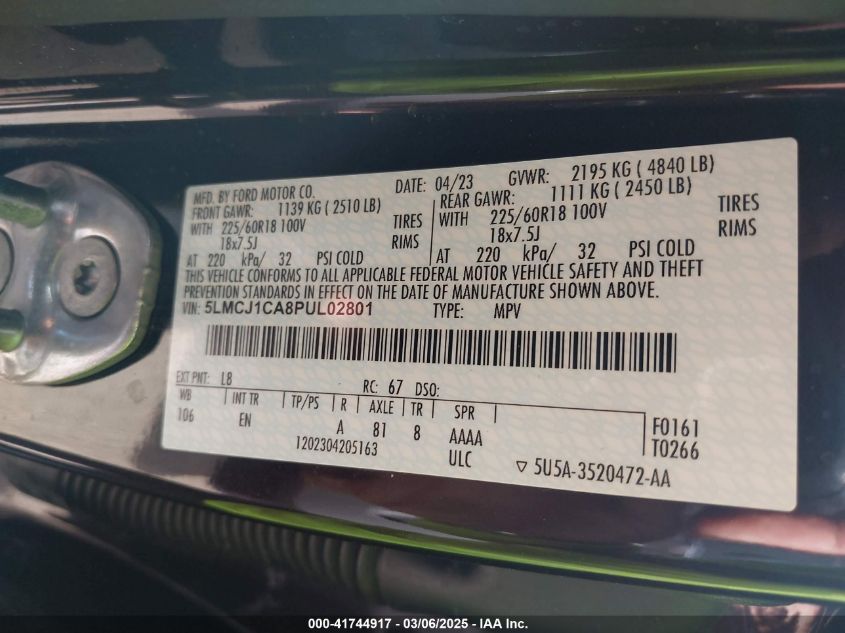 MFD. BY FORD MOTOR CO. DATE: 04/23 GVWR: 2195 KG ( 4840 LB)
FRONT GAWR: 1139 KG ( 2510 LB) REAR GAWR: 1111 KG ( 2450 LB)
WITH 225/60R18 100V TIRES WITH 225/60R18 100V TIRES
18x7.5J RIMS 18x7.5J RIMS
AT 220 kPa/ 32 PSI COLD AT 220 kPa/ 32 PSI COLD
THIS VEHICLE CONFORMS TO ALL APPLICABLE FEDERAL MOTOR VEHICLE SAFETY AND THEFT
PREVENTION STANDARDS IN EFFECT ON THE DATE OF MANUFACTURE SHOWN ABOVE.
VIN: 5LMCJ1CA8PUL02801 TYPE: MPV
EXT PNT: L8 RC: 67 DSO:
WB INT TR TP/PS R AXLE TR SPR
106 EN A 81 8 AAAA F0161
1202304205163 ULC T0266
▽ 5U5A-3520472-AA
000-41744917 - 03/06/2025 - IAA Inc.